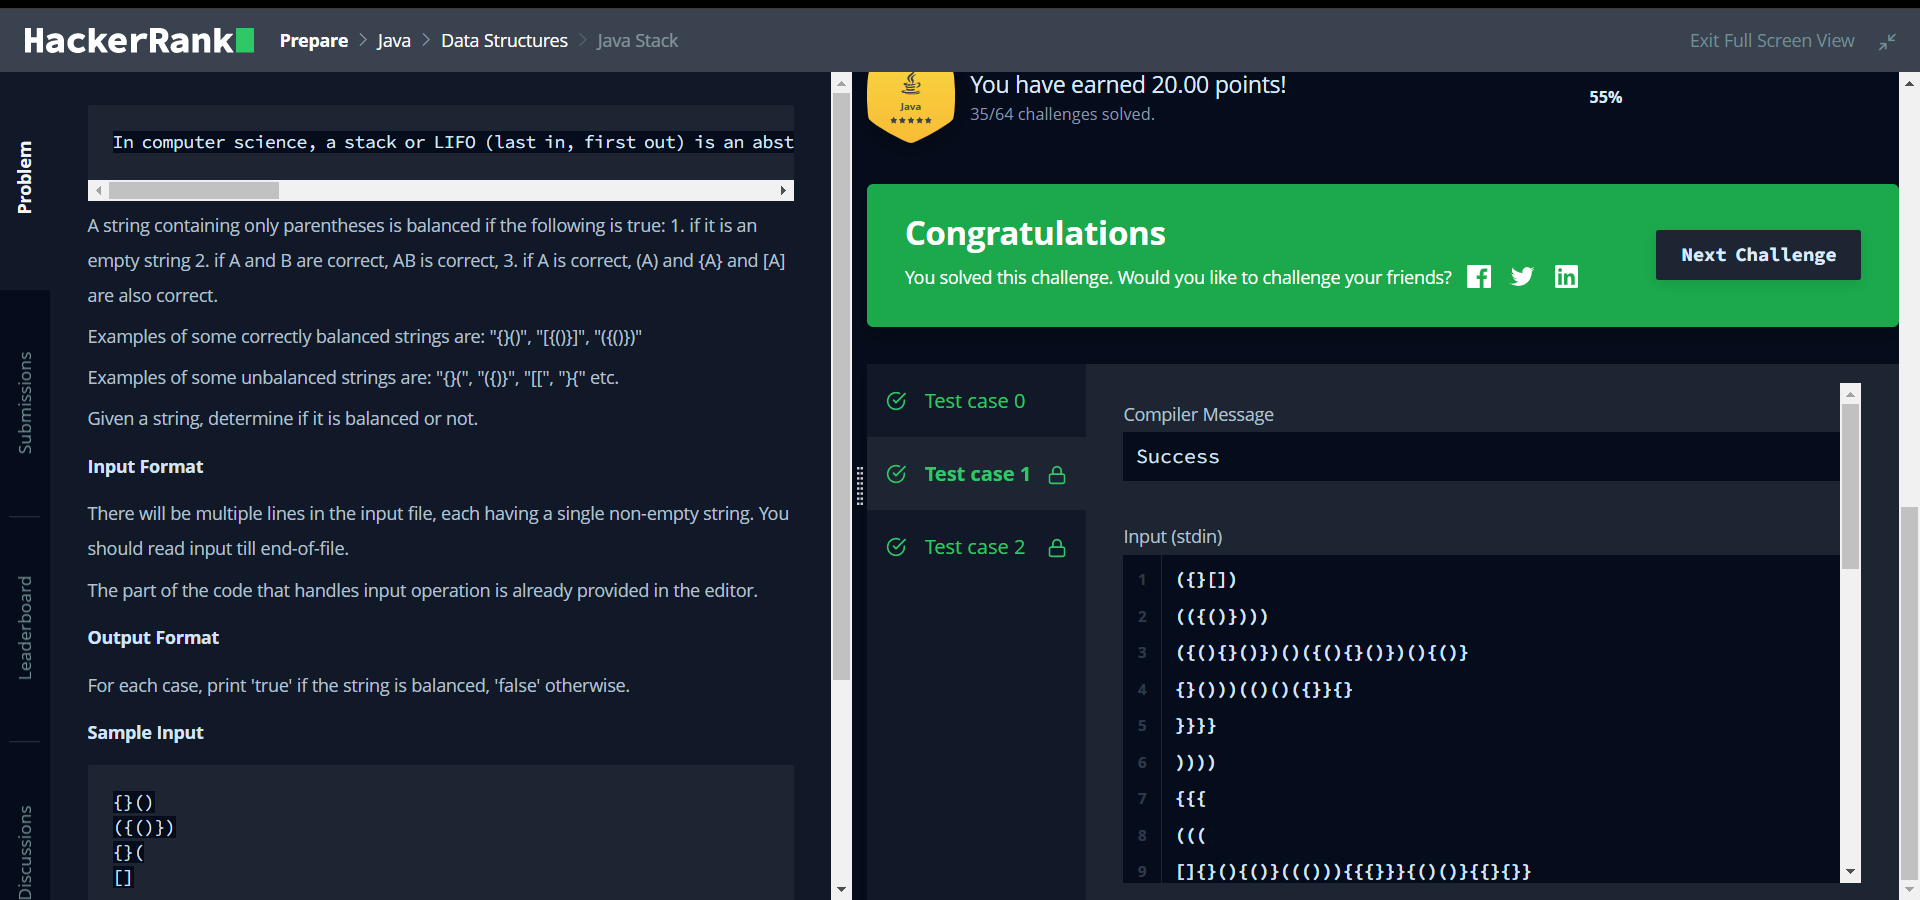 HackerRank
Prepare > Java > Data Structures > Java Stack
Exit Full Screen View
Problem
Submissions
Leaderboard
Discussions
In computer science, a stack or LIFO (last in, first out) is an abst
A string containing only parentheses is balanced if the following is true: 1. if it is an
empty string 2. if A and B are correct, AB is correct, 3. if A is correct, (A) and {A} and [A]
are also correct.
Examples of some correctly balanced strings are: "{}()", "[{()}]", "({()})"
Examples of some unbalanced strings are: "{}(", "({)}", "[[", "}{" etc.
Given a string, determine if it is balanced or not.
Input Format
There will be multiple lines in the input file, each having a single non-empty string. You
should read input till end-of-file.
The part of the code that handles input operation is already provided in the editor.
Output Format
For each case, print 'true' if the string is balanced, 'false' otherwise.
Sample Input
{}()
({()})
{}(
[]
Java
You have earned 20.00 points!
35/64 challenges solved.
55%
Congratulations
You solved this challenge. Would you like to challenge your friends?
Next Challenge
Test case 0
Test case 1
Test case 2
Compiler Message
Success
Input (stdin)
1 ({}[])
2 (({()})))
3 ({(){}()})()({(){}()})(){()}
4 {}()))(()()({}}{}
5 }}}}
6 ))))
7 {{{
8 (((
9 []{}(){()}((())){{{}}}{()()}{{}{}}